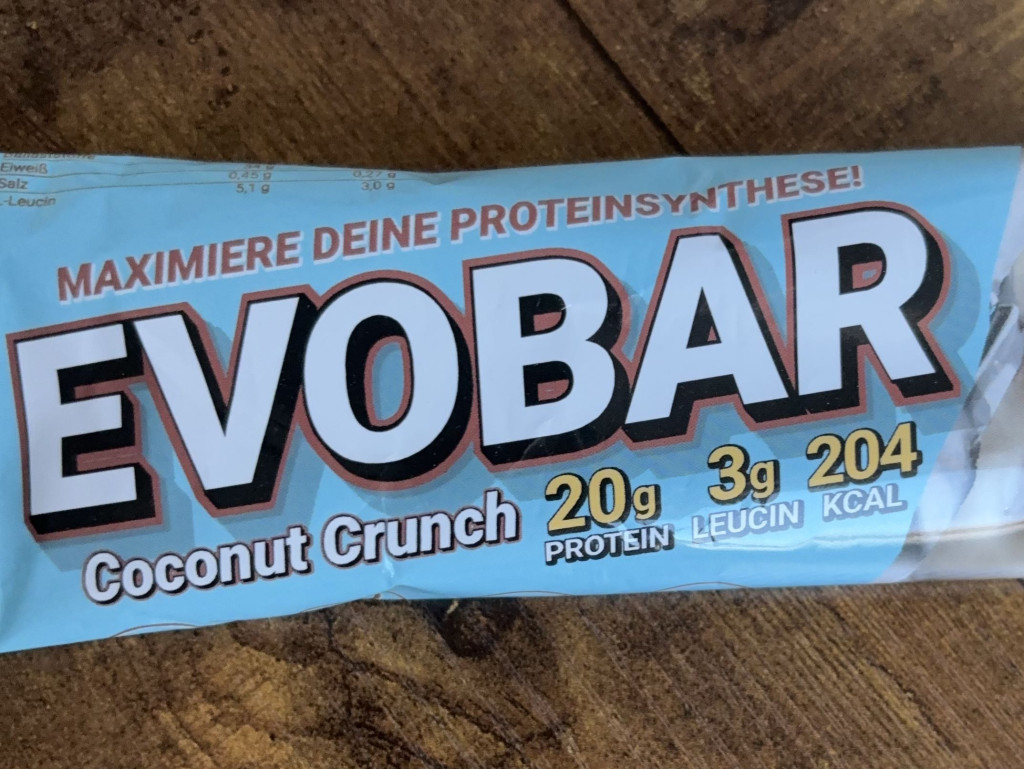 Eiweiß
Salz 0,45 g 0,27 g
L-Leucin 5,1 g 3,0 g
MAXIMIERE DEINE PROTEINSYNTHESE!
EVOBAR
Coconut Crunch
20g PROTEIN
3g LEUCIN
204 KCAL